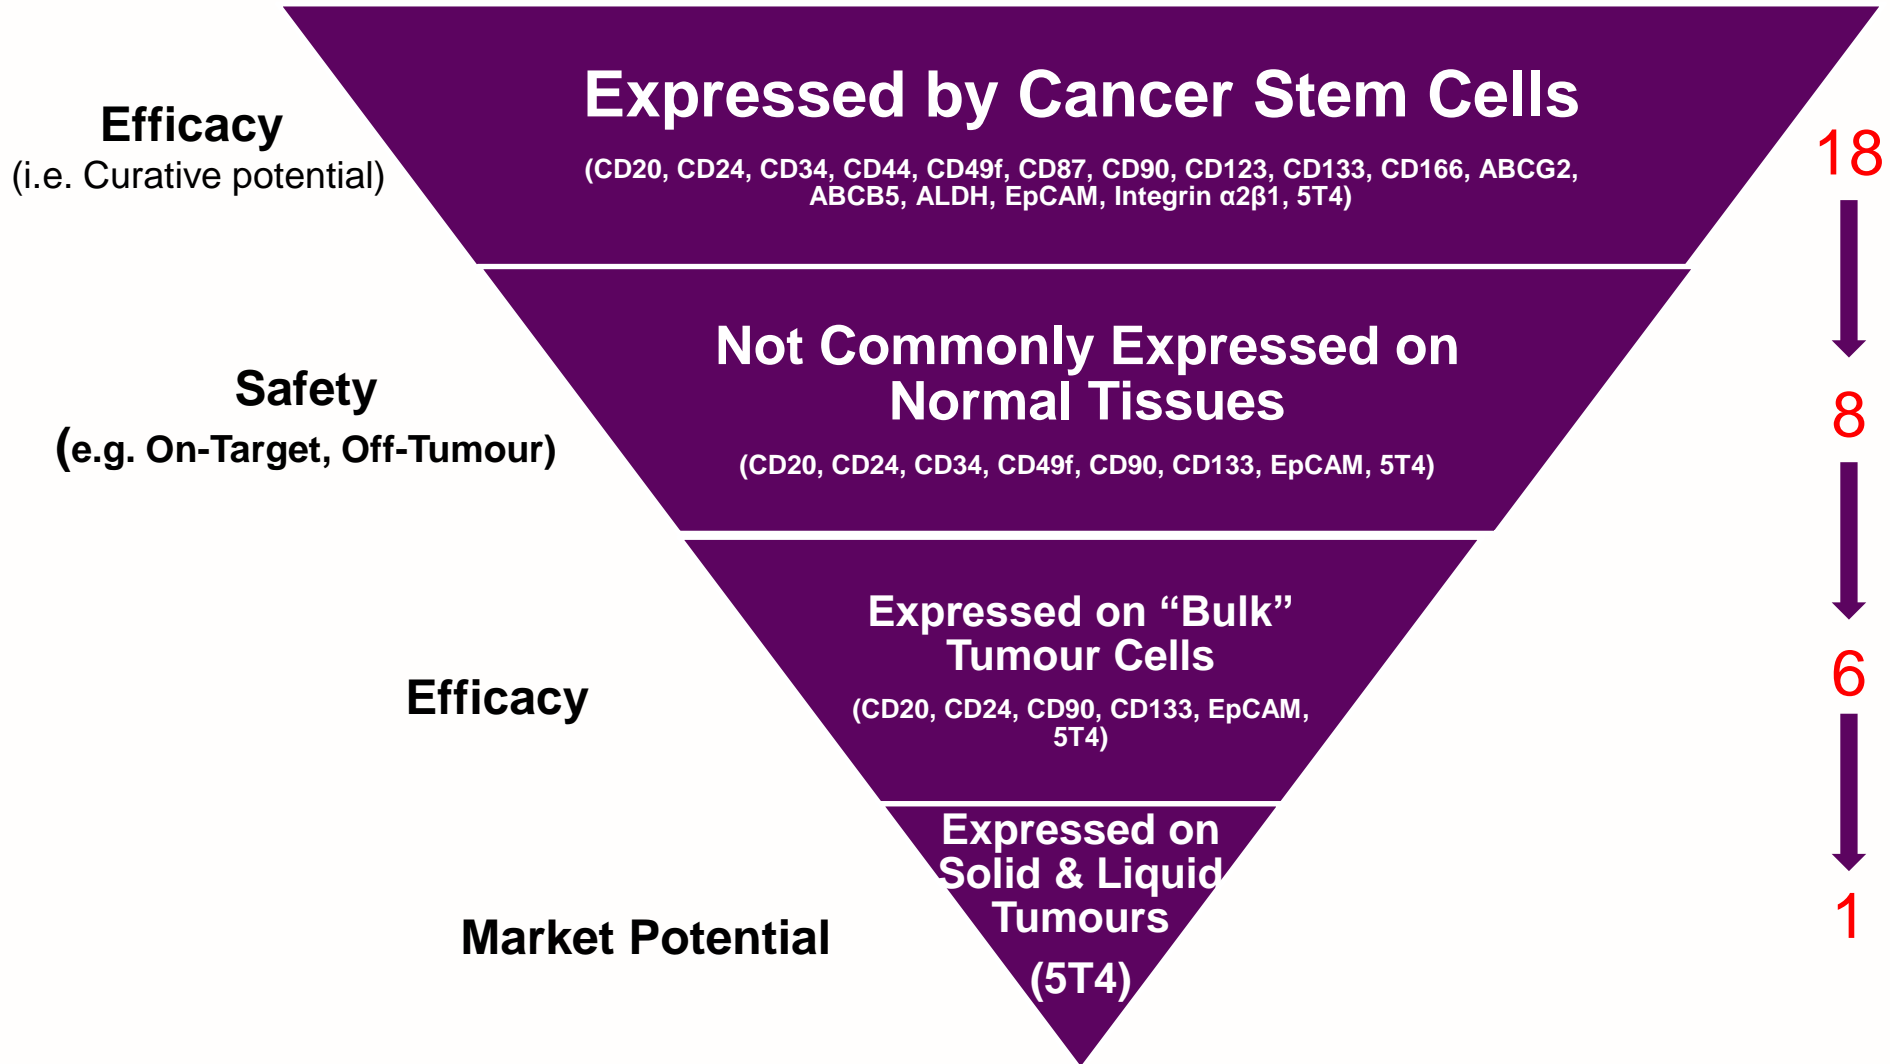 Expressed by Cancer Stem Cells
Efficacy
(i.e. Curative potential)
(CD20, CD24, CD34, CD44, CD49f, CD87, CD90, CD123, CD133, CD166, ABCG2,
ABCB5, ALDH, EpCAM, Integrin α2β1, 5T4)
18
Not Commonly Expressed on
Normal Tissues
Safety
(e.g. On-Target, Off-Tumour)
(CD20, CD24, CD34, CD49f, CD90, CD133, EpCAM, 5T4)
8
Expressed on “Bulk”
Tumour Cells
Efficacy
(CD20, CD24, CD90, CD133, EpCAM,
5T4)
6
Expressed on
Solid & Liquid
Tumours
Market Potential
(5T4)
1